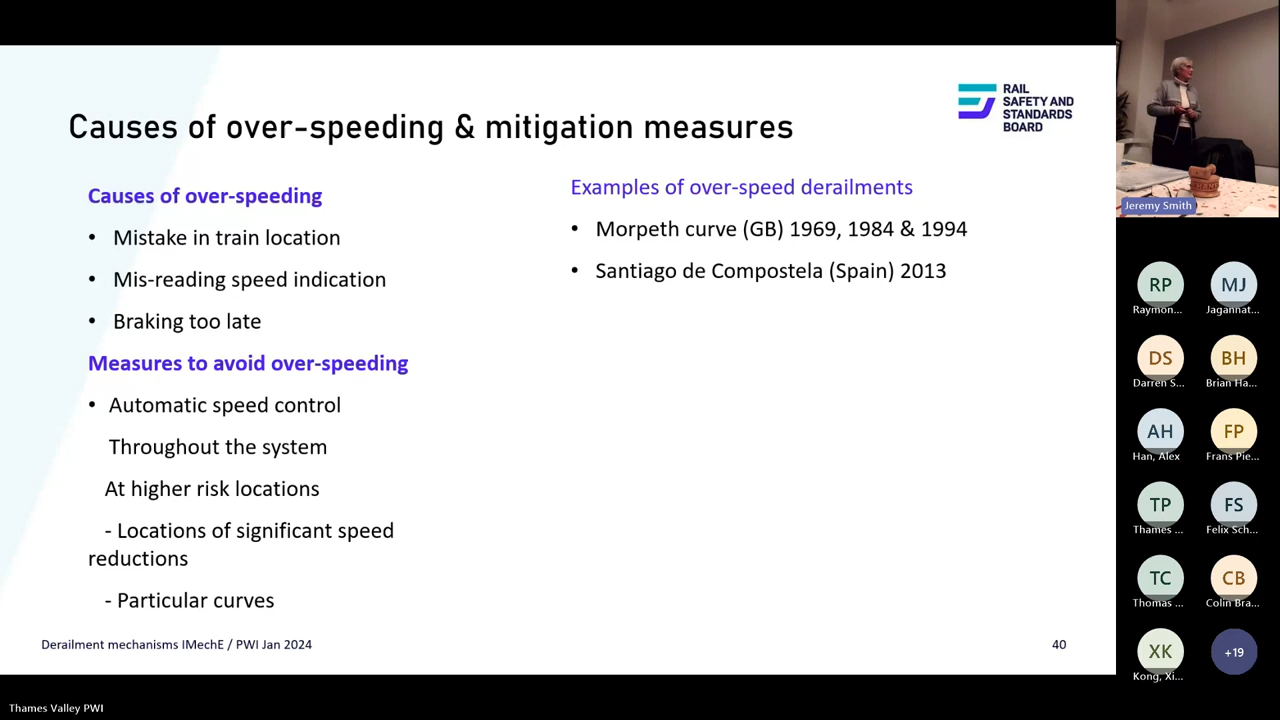 Causes of over-speeding & mitigation measures
RAIL
SAFETY AND
STANDARDS
BOARD
Causes of over-speeding
• Mistake in train location
• Mis-reading speed indication
• Braking too late
Measures to avoid over-speeding
• Automatic speed control
Throughout the system
At higher risk locations
- Locations of significant speed
reductions
- Particular curves
Examples of over-speed derailments
• Morpeth curve (GB) 1969, 1984 & 1994
• Santiago de Compostela (Spain) 2013
Derailment mechanisms IMechE / PWI Jan 2024
40
Jeremy Smith
RP
Raymon...
MJ
Jagannat...
DS
Darren S...
BH
Brian Ha...
AH
Han, Alex
FP
Frans Pie...
TP
Thames ...
FS
Felix Sch...
TC
Thomas ...
CB
Colin Bra...
XK
Kong, Xi...
+19
Thames Valley PWI